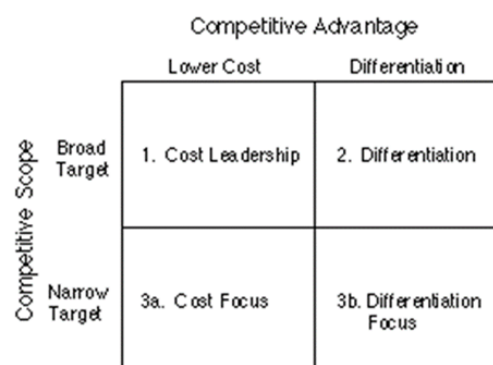 Competitive Advantage
Lower Cost
Differentiation
Competitive Scope
Broad
Target
1. Cost Leadership
2. Differentiation
Narrow
Target
3a. Cost Focus
3b. Differentiation
Focus